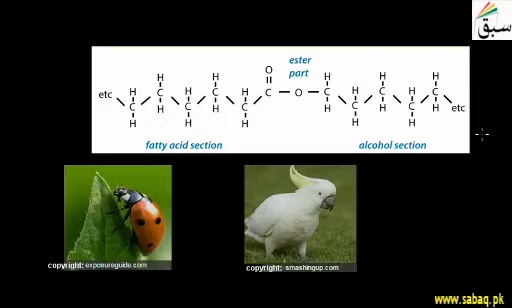 سبق
ester
part
O
etc H H H H H C O H H H H H etc
C C C C C C C C C C
H H H H H H H H H H
fatty acid section
alcohol section
copyright: exposureguide.com
copyright: smashingup.com
www.sabaq.pk